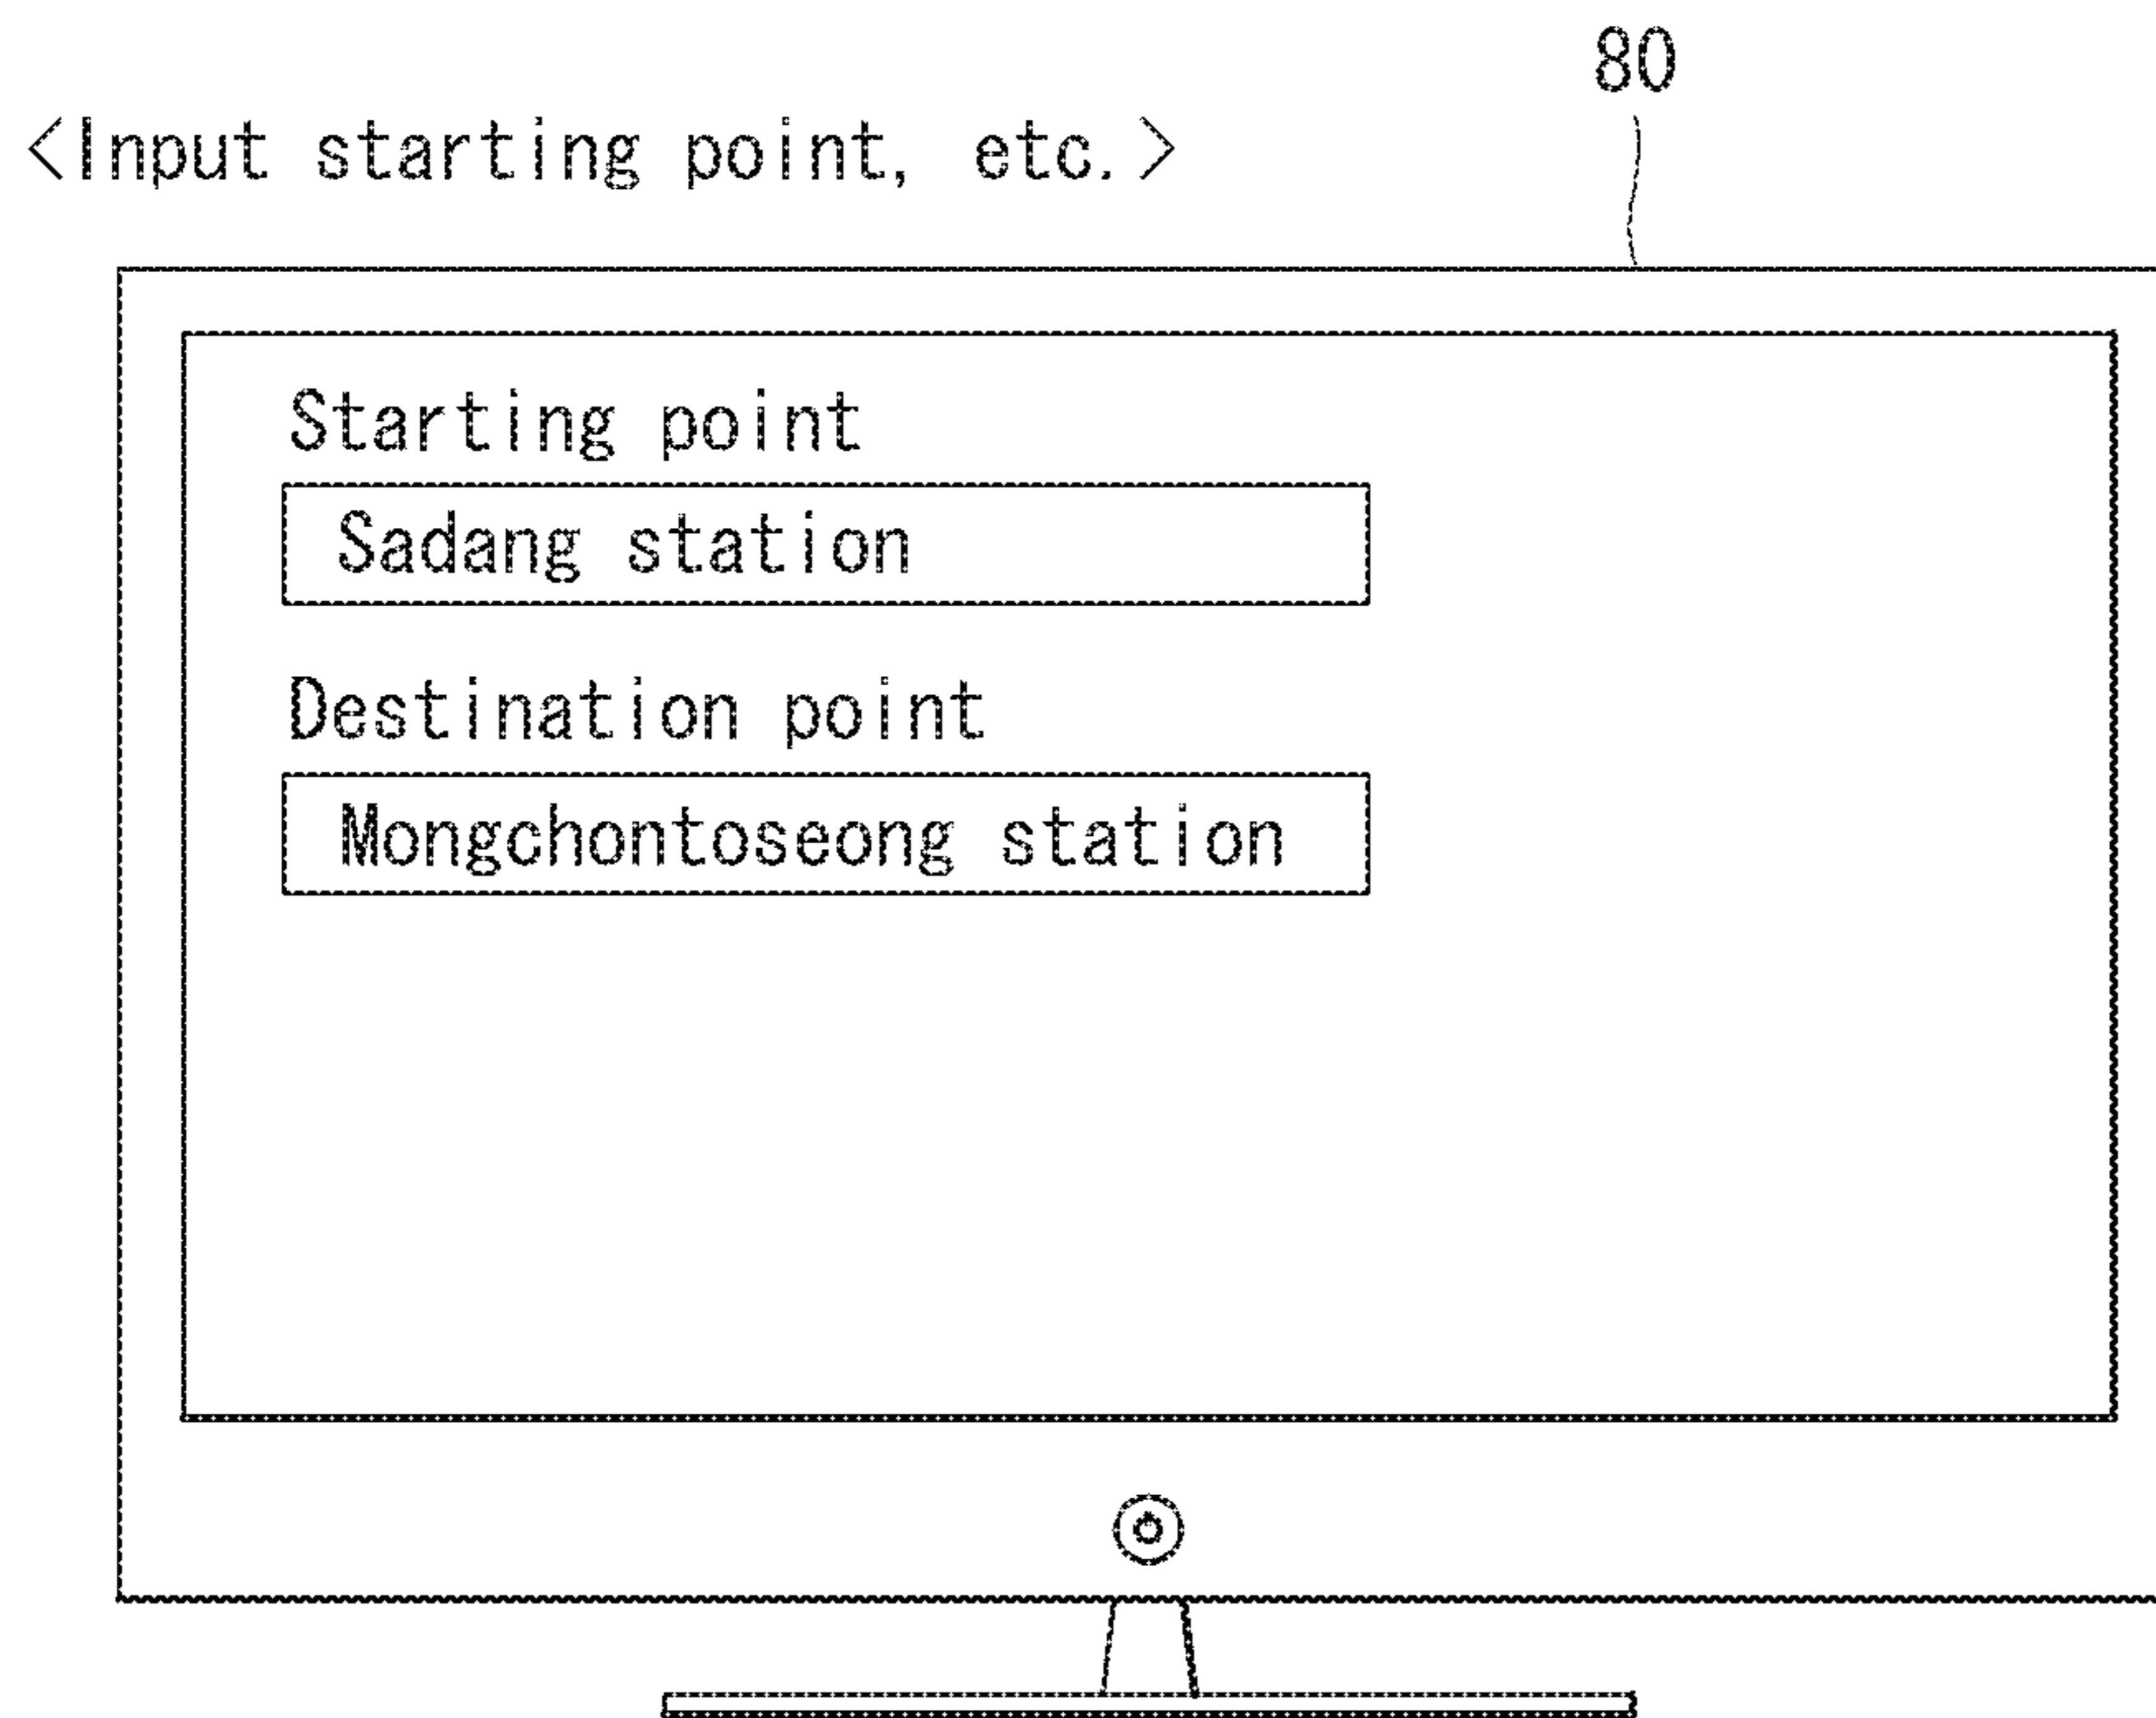 80
<Input starting point, etc.>
Starting point
Sadang station
Destination point
Mongchontoseong station